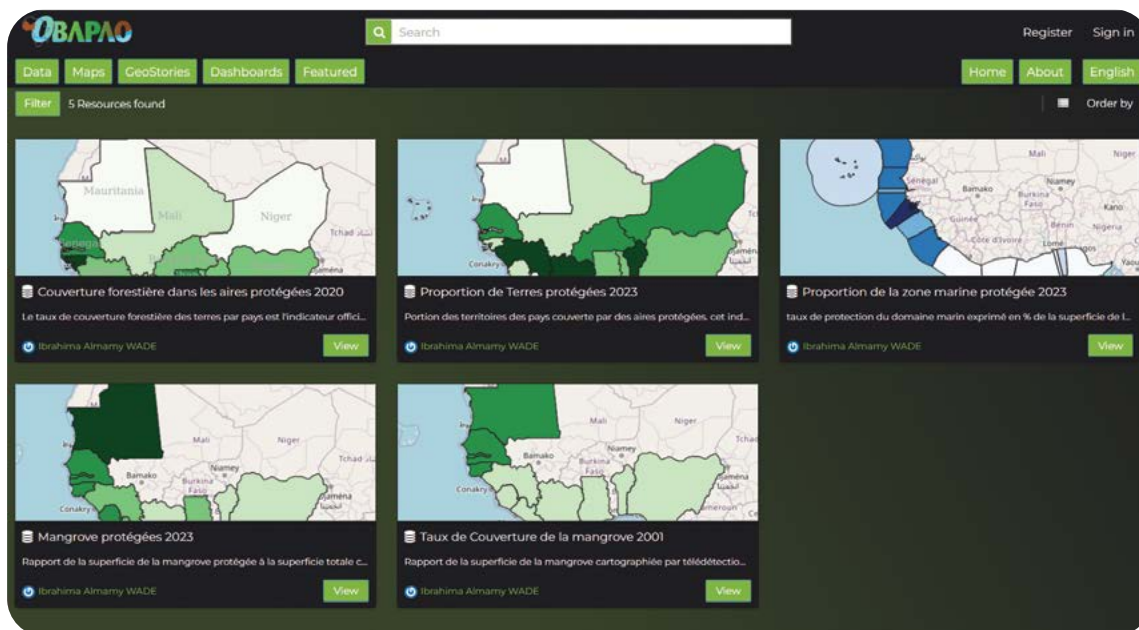 OBAPAO
Search
Register Sign in
Data Maps GeoStories Dashboards Featured
Home About English
Filter 5 Resources found
Order by
Mauritania
Mali
Niger
Senegal
Tchad
Conakry
Mali
Niger
Sénégal
Bamako
Niamey
Burkina
Faso
Kano
Guinée
Bénin
Nigeria
Côte d'Ivoire
Lomé
Couverture forestière dans les aires protégées 2020
Le taux de couverture forestière des terres par pays est l'indicateur offici...
Ibrahima Almamy WADE
View
Proportion de Terres protégées 2023
Portion des territoires des pays couverte par des aires protégées. cet ind...
Ibrahima Almamy WADE
View
Proportion de la zone marine protégée 2023
taux de protection du domaine marin exprimé en % de la superficie de l...
Ibrahima Almamy WADE
View
Mali
Niger
Tchad
Bamako
Niamey
Burkina
Faso
Conakry
Mali
Niger
Bamako
Niamey
Burkina
Faso
Conakry
Mangrove protégées 2023
Rapport de la superficie de la mangrove protégée à la superficie totale c...
Ibrahima Almamy WADE
View
Taux de Couverture de la mangrove 2001
Rapport de la superficie de la mangrove cartographiée par télédétectio...
Ibrahima Almamy WADE
View